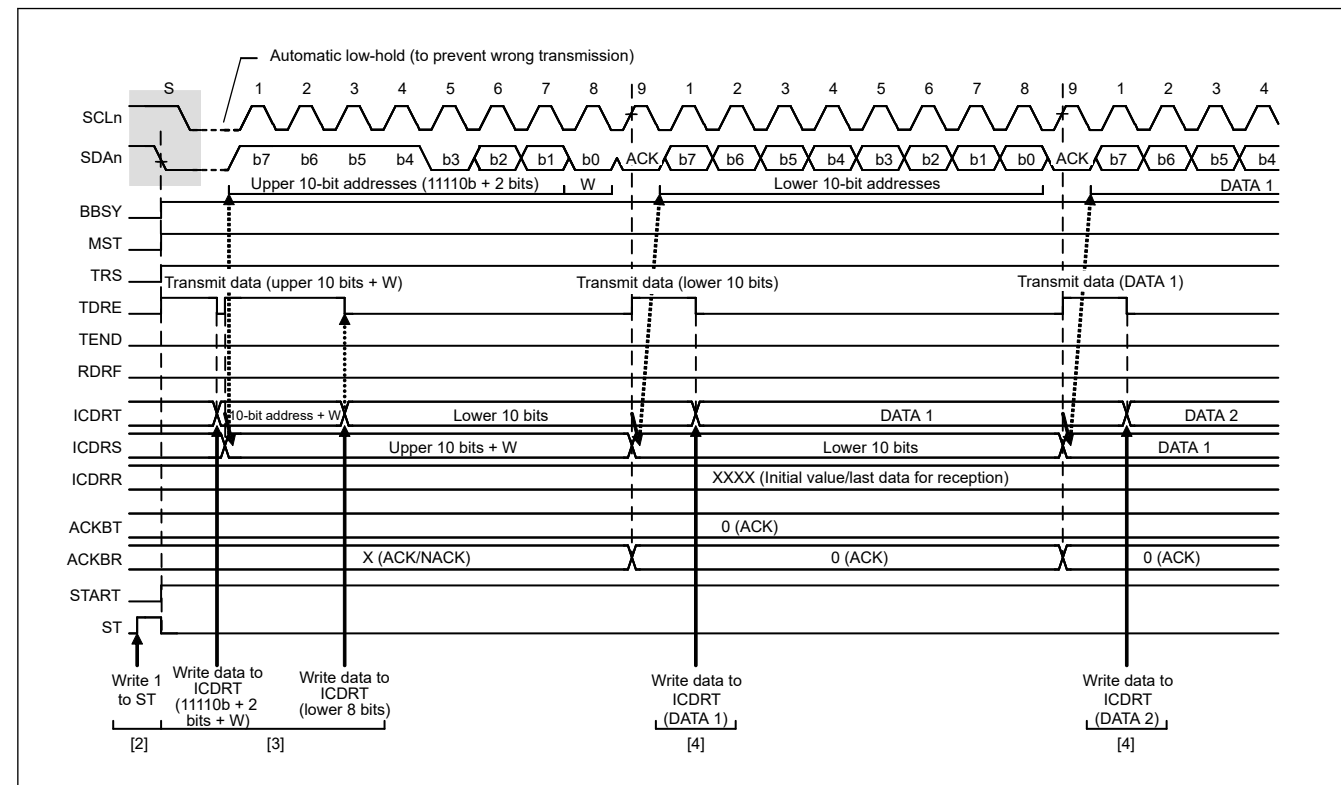 Automatic low-hold (to prevent wrong transmission)
S 1 2 3 4 5 6 7 8 9 1 2 3 4 5 6 7 8 9 1 2 3 4
SCLn
SDAn b7 b6 b5 b4 b3 b2 b1 b0 ACK b7 b6 b5 b4 b3 b2 b1 b0 ACK b7 b6 b5 b4
Upper 10-bit addresses (11110b + 2 bits) W Lower 10-bit addresses DATA 1
BBSY
MST
TRS
Transmit data (upper 10 bits + W) Transmit data (lower 10 bits) Transmit data (DATA 1)
TDRE
TEND
RDRF
ICDRT 10-bit address + W Lower 10 bits DATA 1 DATA 2
ICDRS Upper 10 bits + W Lower 10 bits DATA 1
ICDRR XXXX (Initial value/last data for reception)
ACKBT 0 (ACK)
ACKBR X (ACK/NACK) 0 (ACK) 0 (ACK)
START
ST
Write 1
to ST
Write data to
ICDRT
(11110b + 2
bits + W)
Write data to
ICDRT
(lower 8 bits)
Write data to
ICDRT
(DATA 1)
Write data to
ICDRT
(DATA 2)
[2] [3] [4] [4]